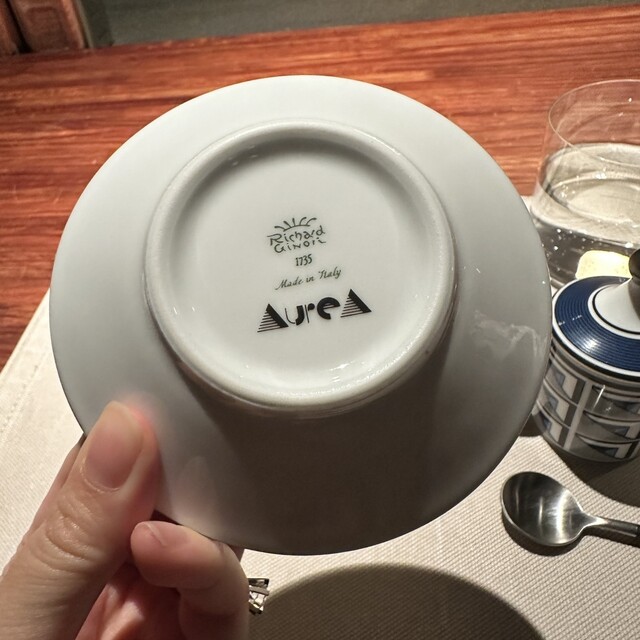 Richard
GINORI
1735
Made in Italy
AureA